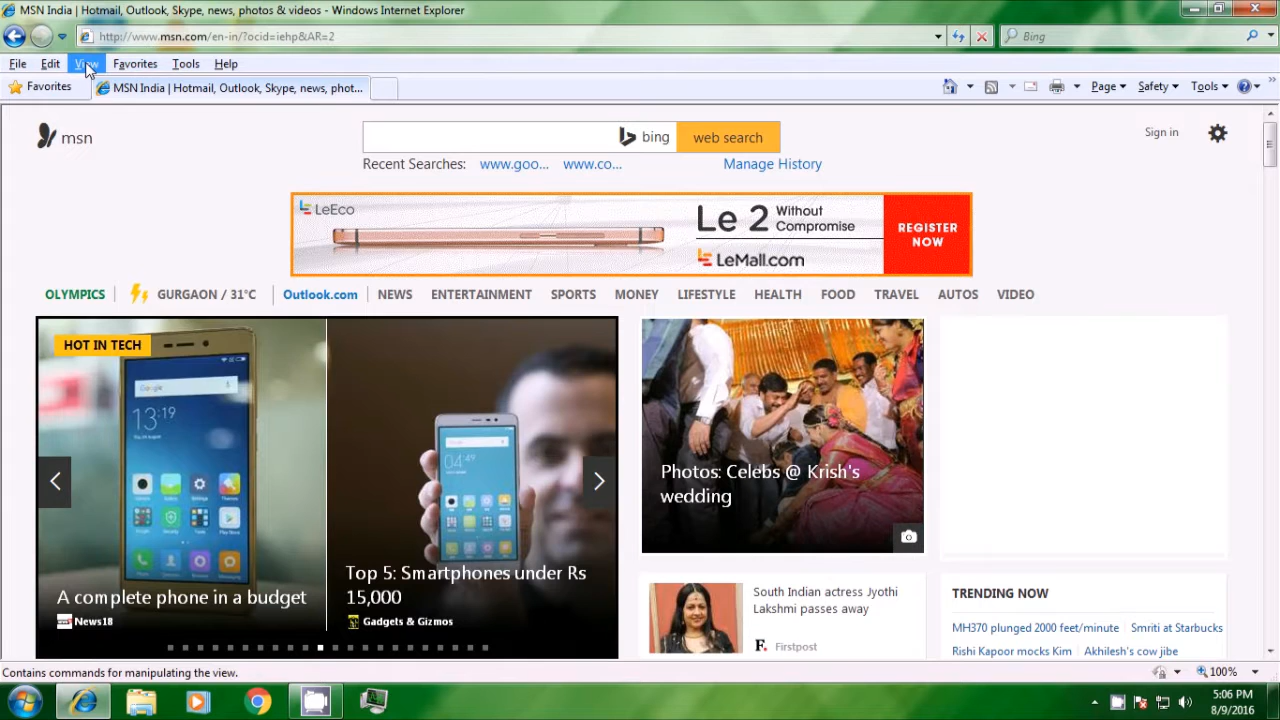 MSN India | Hotmail, Outlook, Skype, news, photos & videos - Windows Internet Explorer
http://www.msn.com/en-in/?ocid=iehp&AR=2
Bing
File Edit View Favorites Tools Help
Favorites
MSN India | Hotmail, Outlook, Skype, news, phot...
Page Safety Tools
msn
bing
web search
Sign in
Recent Searches: www.goo... www.co... Manage History
LeEco
Le 2 Without Compromise
LeMall.com
REGISTER NOW
OLYMPICS GURGAON / 31°C Outlook.com NEWS ENTERTAINMENT SPORTS MONEY LIFESTYLE HEALTH FOOD TRAVEL AUTOS VIDEO
HOT IN TECH
Google
13:19
04:49
A complete phone in a budget
News18
Top 5: Smartphones under Rs
15,000
Gadgets & Gizmos
Photos: Celebs @ Krish's
wedding
South Indian actress Jyothi
Lakshmi passes away
F. Firstpost
TRENDING NOW
MH370 plunged 2000 feet/minute Smriti at Starbucks
Rishi Kapoor mocks Kim Akhilesh's cow jibe
Contains commands for manipulating the view.
100%
5:06 PM
8/9/2016